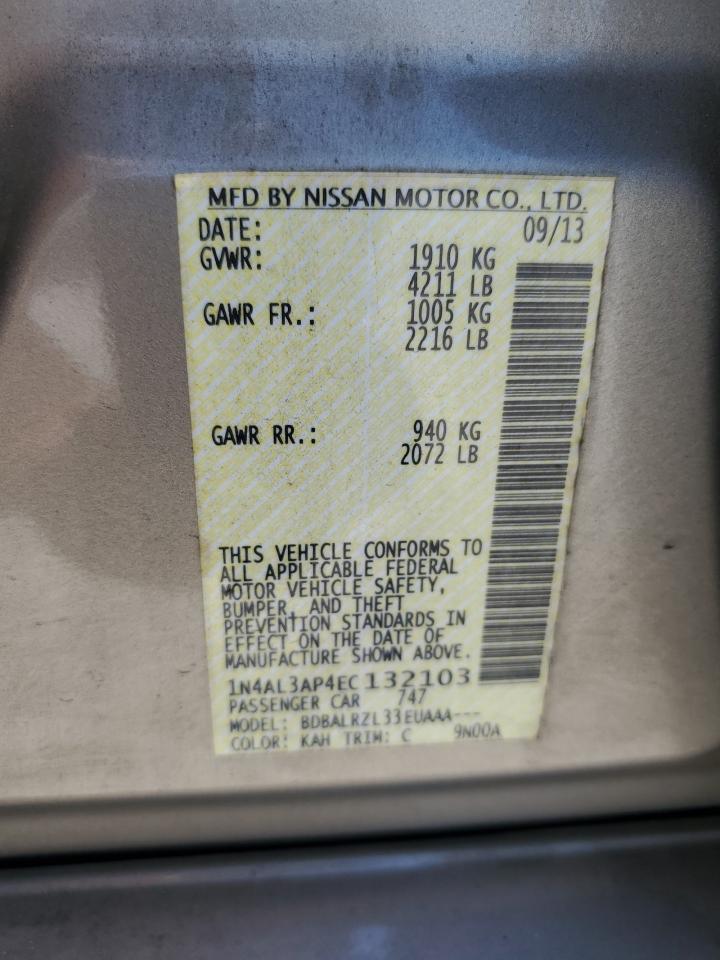 MFD BY NISSAN MOTOR CO., LTD.
DATE: 09/13
GVWR: 1910 KG
4211 LB
GAWR FR.: 1005 KG
2216 LB
GAWR RR.: 940 KG
2072 LB
THIS VEHICLE CONFORMS TO
ALL APPLICABLE FEDERAL
MOTOR VEHICLE SAFETY,
BUMPER, AND THEFT
PREVENTION STANDARDS IN
EFFECT ON THE DATE OF
MANUFACTURE SHOWN ABOVE.
1N4AL3AP4EC132103
PASSENGER CAR 747
MODEL: BDBALRZL33EUAAA---
COLOR: KAH TRIM: C 9N00A